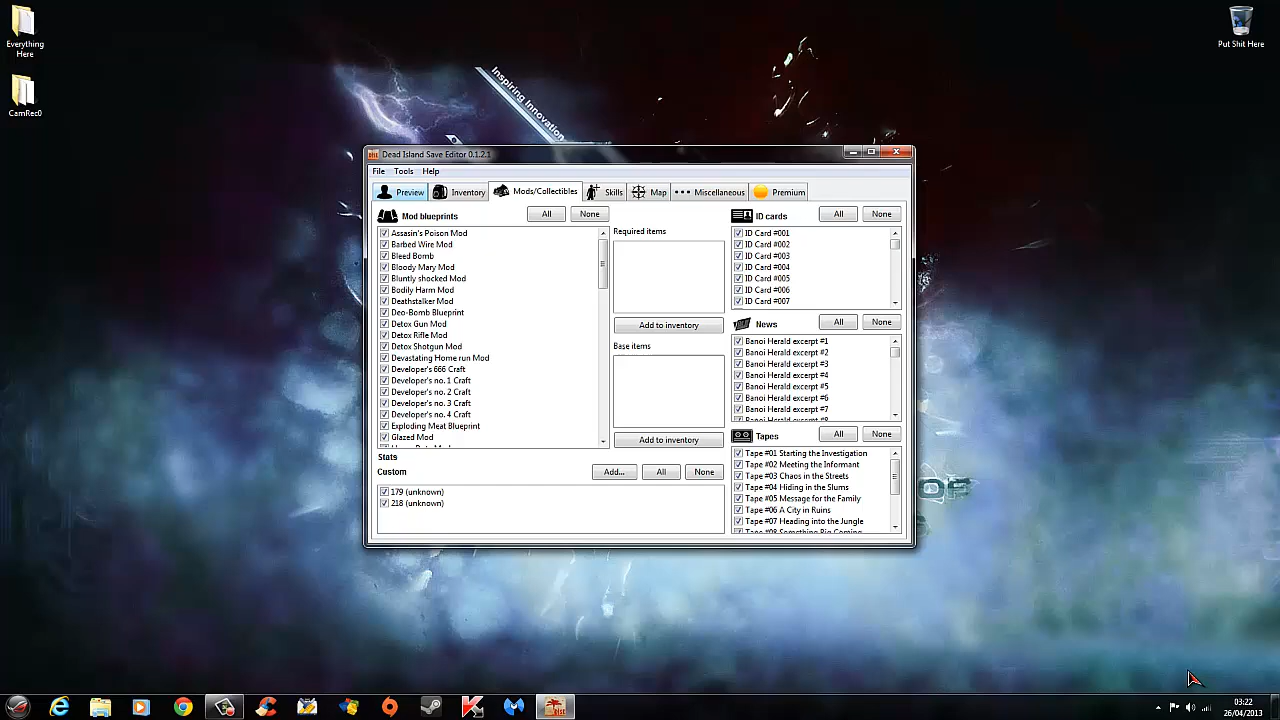 Everything
Here
CamRec0
Put Shit Here
Inspiring Innovation
Dead Island Save Editor 0.1.2.1
File Tools Help
Preview Inventory Mods/Collectibles Skills Map Miscellaneous Premium
Mod blueprints All None
Assasin's Poison Mod
Barbed Wire Mod
Bleed Bomb
Bloody Mary Mod
Bluntly shocked Mod
Bodily Harm Mod
Deathstalker Mod
Deo-Bomb Blueprint
Detox Gun Mod
Detox Rifle Mod
Detox Shotgun Mod
Devastating Home run Mod
Developer's 666 Craft
Developer's no. 1 Craft
Developer's no. 2 Craft
Developer's no. 3 Craft
Developer's no. 4 Craft
Exploding Meat Blueprint
Glazed Mod
Required items
Add to inventory
Base items
Add to inventory
Stats
Custom Add... All None
179 (unknown)
218 (unknown)
ID cards All None
ID Card #001
ID Card #002
ID Card #003
ID Card #004
ID Card #005
ID Card #006
ID Card #007
News All None
Banoi Herald excerpt #1
Banoi Herald excerpt #2
Banoi Herald excerpt #3
Banoi Herald excerpt #4
Banoi Herald excerpt #5
Banoi Herald excerpt #6
Banoi Herald excerpt #7
Banoi Herald excerpt #8
Tapes All None
Tape #01 Starting the Investigation
Tape #02 Meeting the Informant
Tape #03 Chaos in the Streets
Tape #04 Hiding in the Slums
Tape #05 Message for the Family
Tape #06 A City in Ruins
Tape #07 Heading into the Jungle
Tape #08 Something Big Coming
OF
03:22
26/04/2013